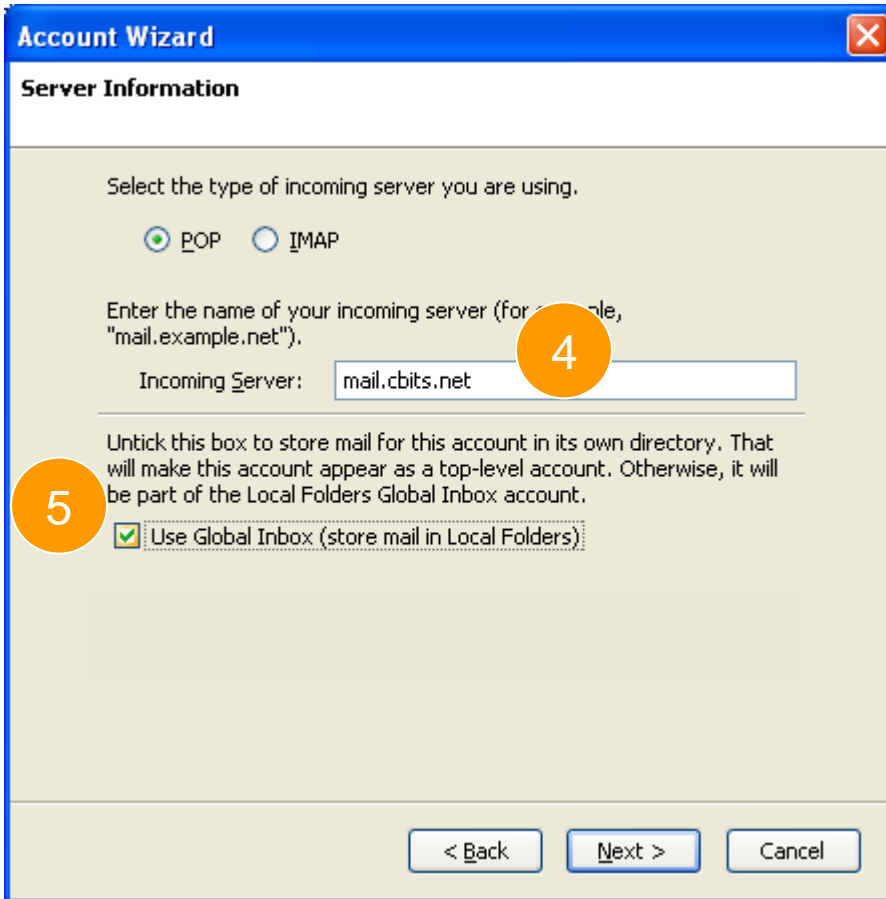 Account Wizard
Server Information
Select the type of incoming server you are using.
POP IMAP
Enter the name of your incoming server (for
"mail.example.net").
4
Incoming Server: mail.cbits.net
Untick this box to store mail for this account in its own directory. That
will make this account appear as a top-level account. Otherwise, it will
be part of the Local Folders Global Inbox account.
5
Use Global Inbox (store mail in Local Folders)
< Back Next > Cancel